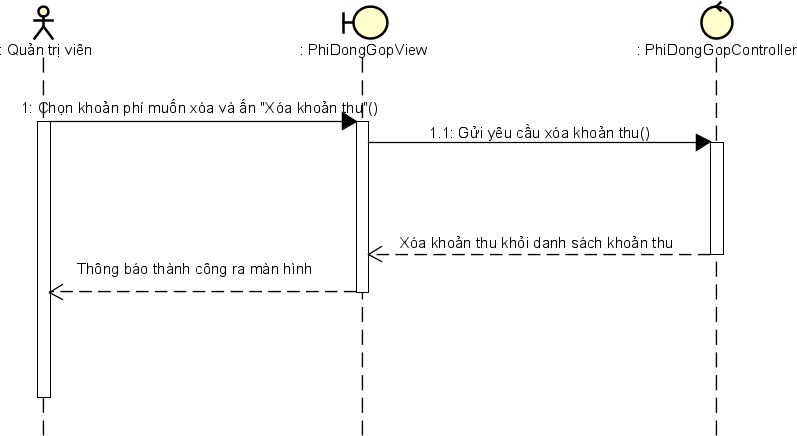 : Quản trị viên
: PhiDongGopView
: PhiDongGopController
1: Chọn khoản phí muốn xóa và ấn "Xóa khoản thu"()
1.1: Gửi yêu cầu xóa khoản thu()
Xóa khoản thu khỏi danh sách khoản thu
Thông báo thành công ra màn hình